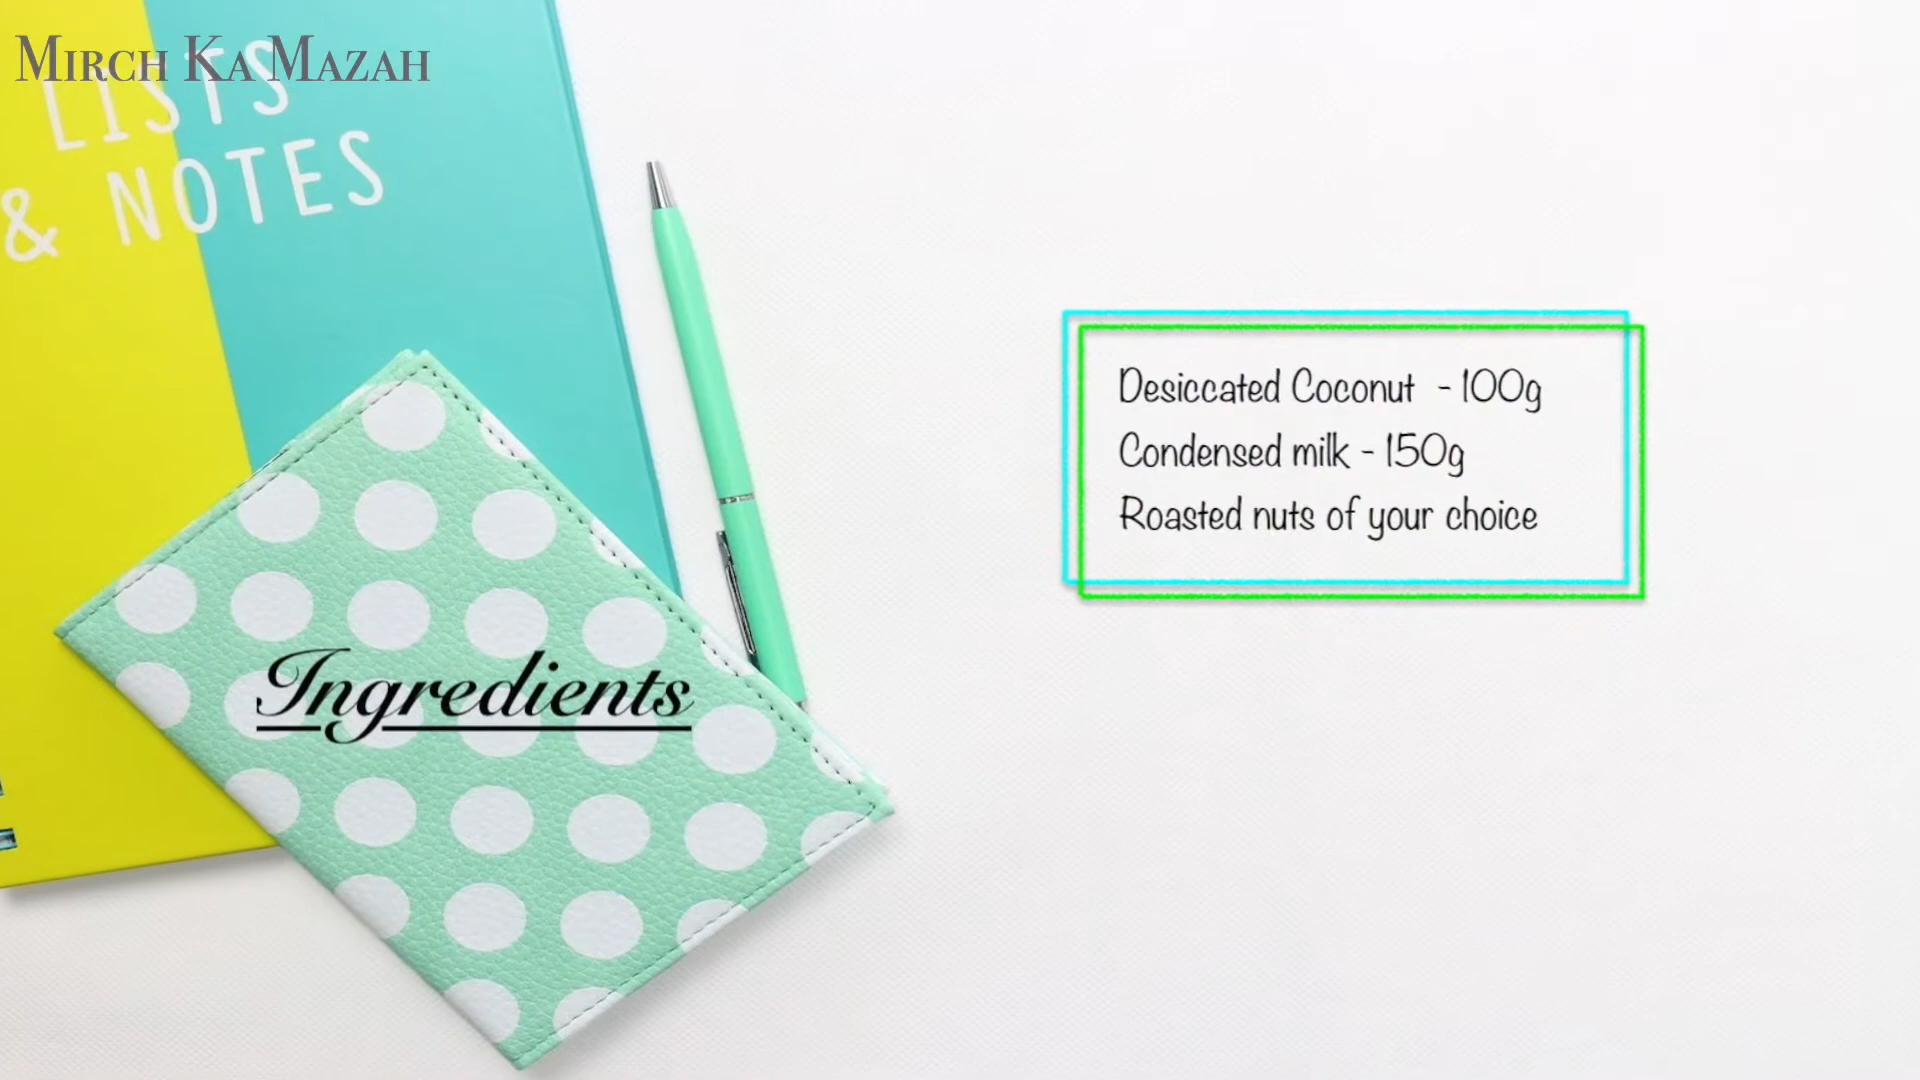 MIRCH KA MAZAH
LISTS
& NOTES
Desiccated Coconut - 100g
Condensed milk - 150g
Roasted nuts of your choice
Ingredients